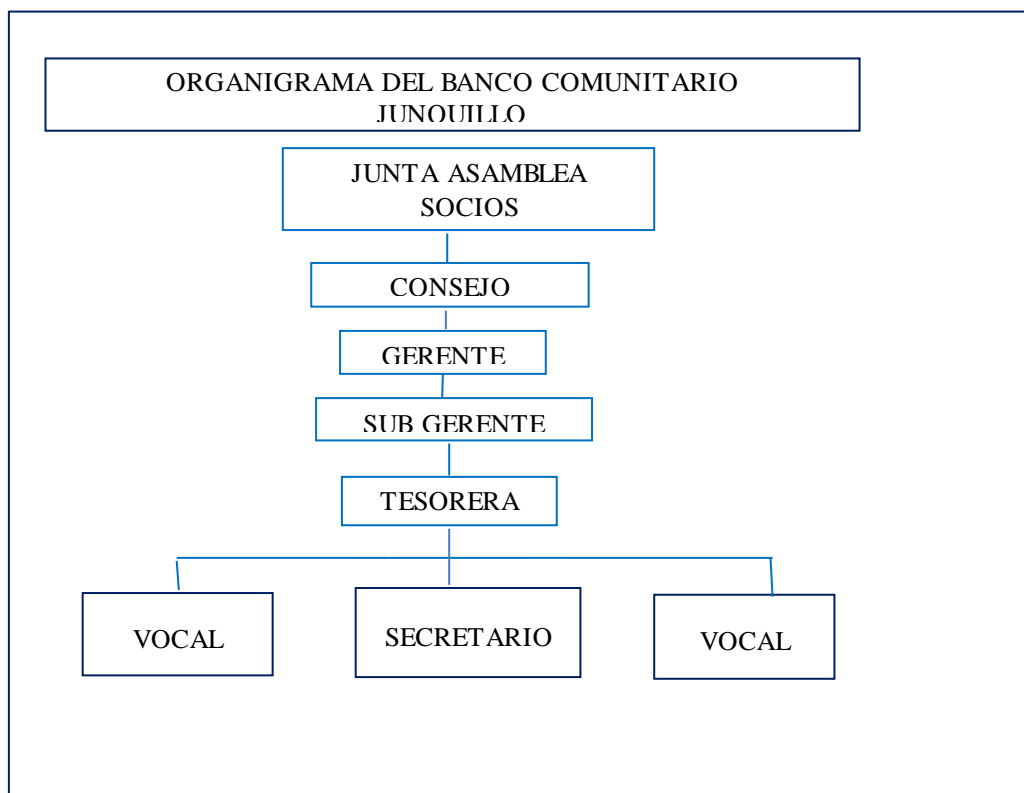 ORGANIGRAMA DEL BANCO COMUNITARIO
JUNQUILLO
JUNTA ASAMBLEA
SOCIOS
CONSEJO
GERENTE
SUB GERENTE
TESORERA
VOCAL
SECRETARIO
VOCAL